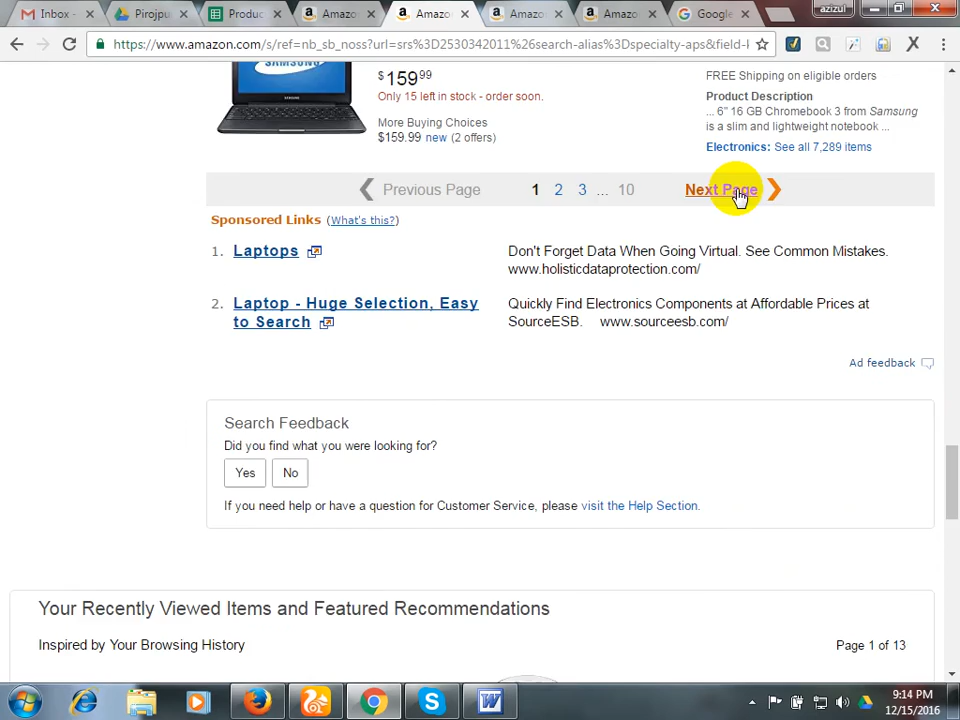 Inbox -
Pirojpu
Produc
Amazo
Amazo
Amazo
Amazo
Google
azizul
https://www.amazon.com/s/ref=nb_sb_noss?url=srs%3D2530342011%26search-alias%3Dspecialty-aps&field-k
SAMSUNG
$159 99
Only 15 left in stock - order soon.
More Buying Choices
$159.99 new (2 offers)
FREE Shipping on eligible orders
Product Description
... 6" 16 GB Chromebook 3 from Samsung
is a slim and lightweight notebook ...
Electronics: See all 7,289 items
Previous Page 1 2 3 ... 10 Next Page
Sponsored Links (What's this?)
1. Laptops
Don't Forget Data When Going Virtual. See Common Mistakes.
www.holisticdataprotection.com/
2. Laptop - Huge Selection, Easy
to Search
Quickly Find Electronics Components at Affordable Prices at
SourceESB. www.sourceesb.com/
Ad feedback
Search Feedback
Did you find what you were looking for?
Yes No
If you need help or have a question for Customer Service, please visit the Help Section.
Your Recently Viewed Items and Featured Recommendations
Inspired by Your Browsing History
Page 1 of 13
9:14 PM
12/15/2016